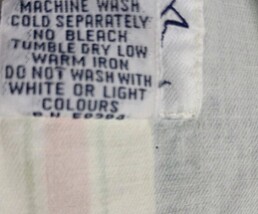 MACHINE WASH
COLD SEPARATELY
NO BLEACH
TUMBLE DRY LOW
WARM IRON
DO NOT WASH WITH
WHITE OR LIGHT
COLOURS